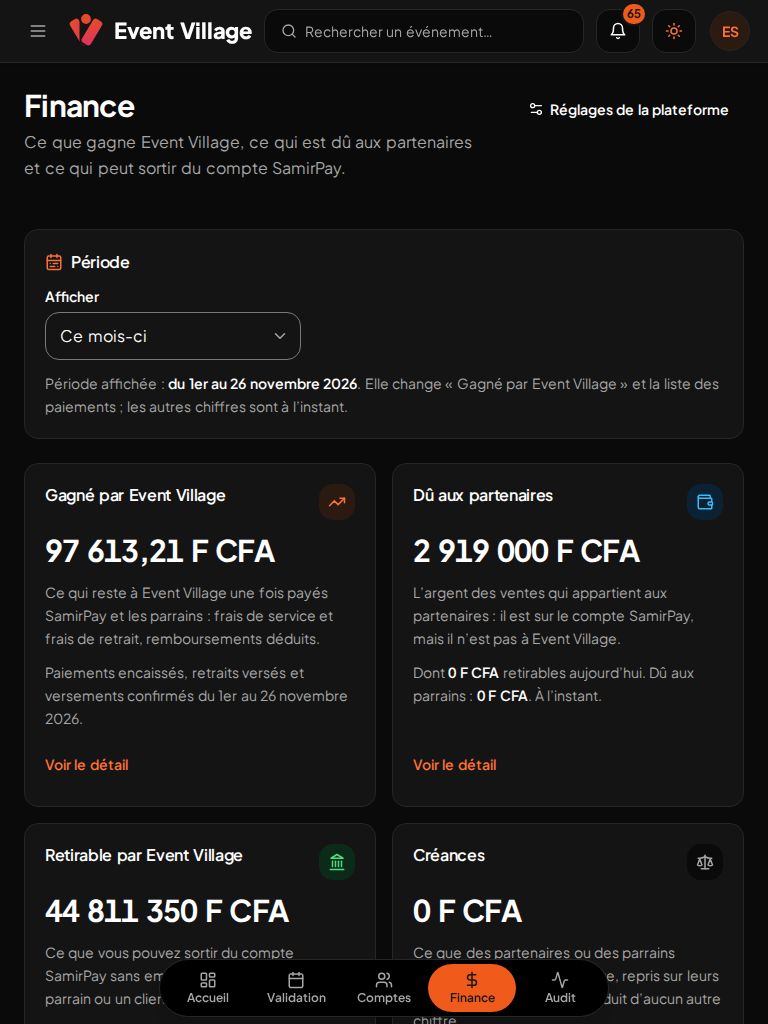 Event Village
Rechercher un événement...
65
ES
Finance
Réglages de la plateforme
Ce que gagne Event Village, ce qui est dû aux partenaires
et ce qui peut sortir du compte SamirPay.
Période
Afficher
Ce mois-ci
Période affichée : du 1er au 26 novembre 2026. Elle change « Gagné par Event Village » et la liste des
paiements ; les autres chiffres sont à l'instant.
Gagné par Event Village
97 613,21 F CFA
Ce qui reste à Event Village une fois payés
SamirPay et les parrains : frais de service et
frais de retrait, remboursements déduits.
Paiements encaissés, retraits versés et
versements confirmés du 1er au 26 novembre
2026.
Voir le détail
Dû aux partenaires
2 919 000 F CFA
L'argent des ventes qui appartient aux
partenaires : il est sur le compte SamirPay,
mais il n'est pas à Event Village.
Dont 0 F CFA retirables aujourd'hui. Dû aux
parrains : 0 F CFA. À l'instant.
Voir le détail
Retirable par Event Village
44 811 350 F CFA
Ce que vous pouvez sortir du compte
SamirPay sans
parrain ou un
Créances
0 F CFA
Ce que des partenaires ou des parrains
repris sur leurs
d'aucun autre
chiffre.
Accueil
Validation
Comptes
Finance
Audit